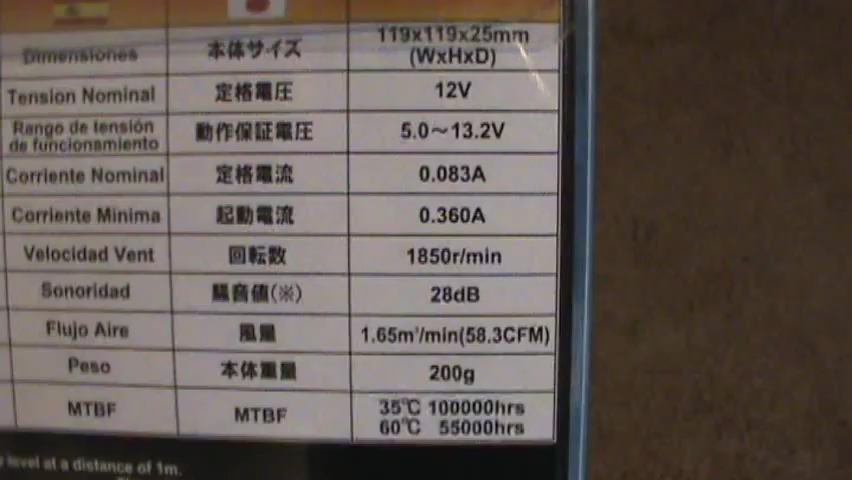 Dimensiones 本体サイズ 119x119x25mm
(WxHxD)
Tension Nominal 定格電圧 12V
Rango de tensión
de funcionamiento 動作保証電圧 5.0～13.2V
Corriente Nominal 定格電流 0.083A
Corriente Minima 起動電流 0.360A
Velocidad Vent 回転数 1850r/min
Sonoridad 騒音値(※) 28dB
Flujo Aire 風量 1.65m³/min(58.3CFM)
Peso 本体重量 200g
MTBF MTBF 35℃ 100000hrs
60℃ 55000hrs
level at a distance of 1m.